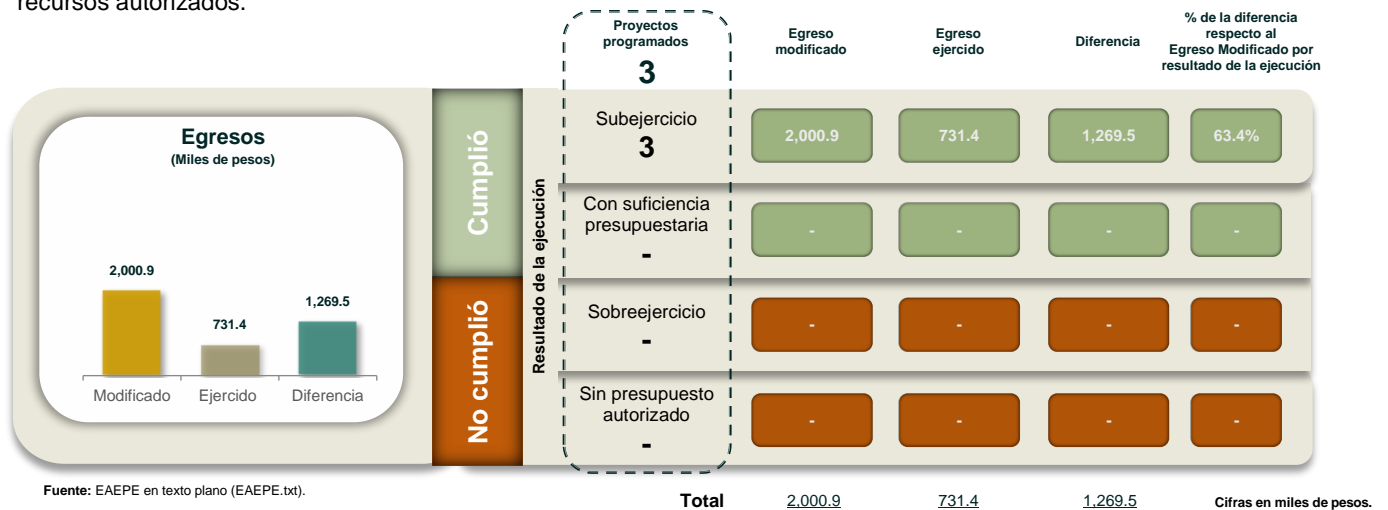 recursos autorizados.
Proyectos
programados
3
Egreso
modificado
Egreso
ejercido
Diferencia
% de la diferencia
respecto al
Egreso Modificado por
resultado de la ejecución
Egresos
(Miles de pesos)
2,000.9
731.4
1,269.5
Modificado
Ejercido
Diferencia
Cumplió
No cumplió
Resultado de la ejecución
Subejercicio
3
2,000.9
731.4
1,269.5
63.4%
Con suficiencia
presupuestaria
-
-
-
-
-
Sobreejercicio
-
-
-
-
-
Sin presupuesto
autorizado
-
-
-
-
-
Fuente: EAEPE en texto plano (EAEPE.txt).
Total 2,000.9 731.4 1,269.5 Cifras en miles de pesos.